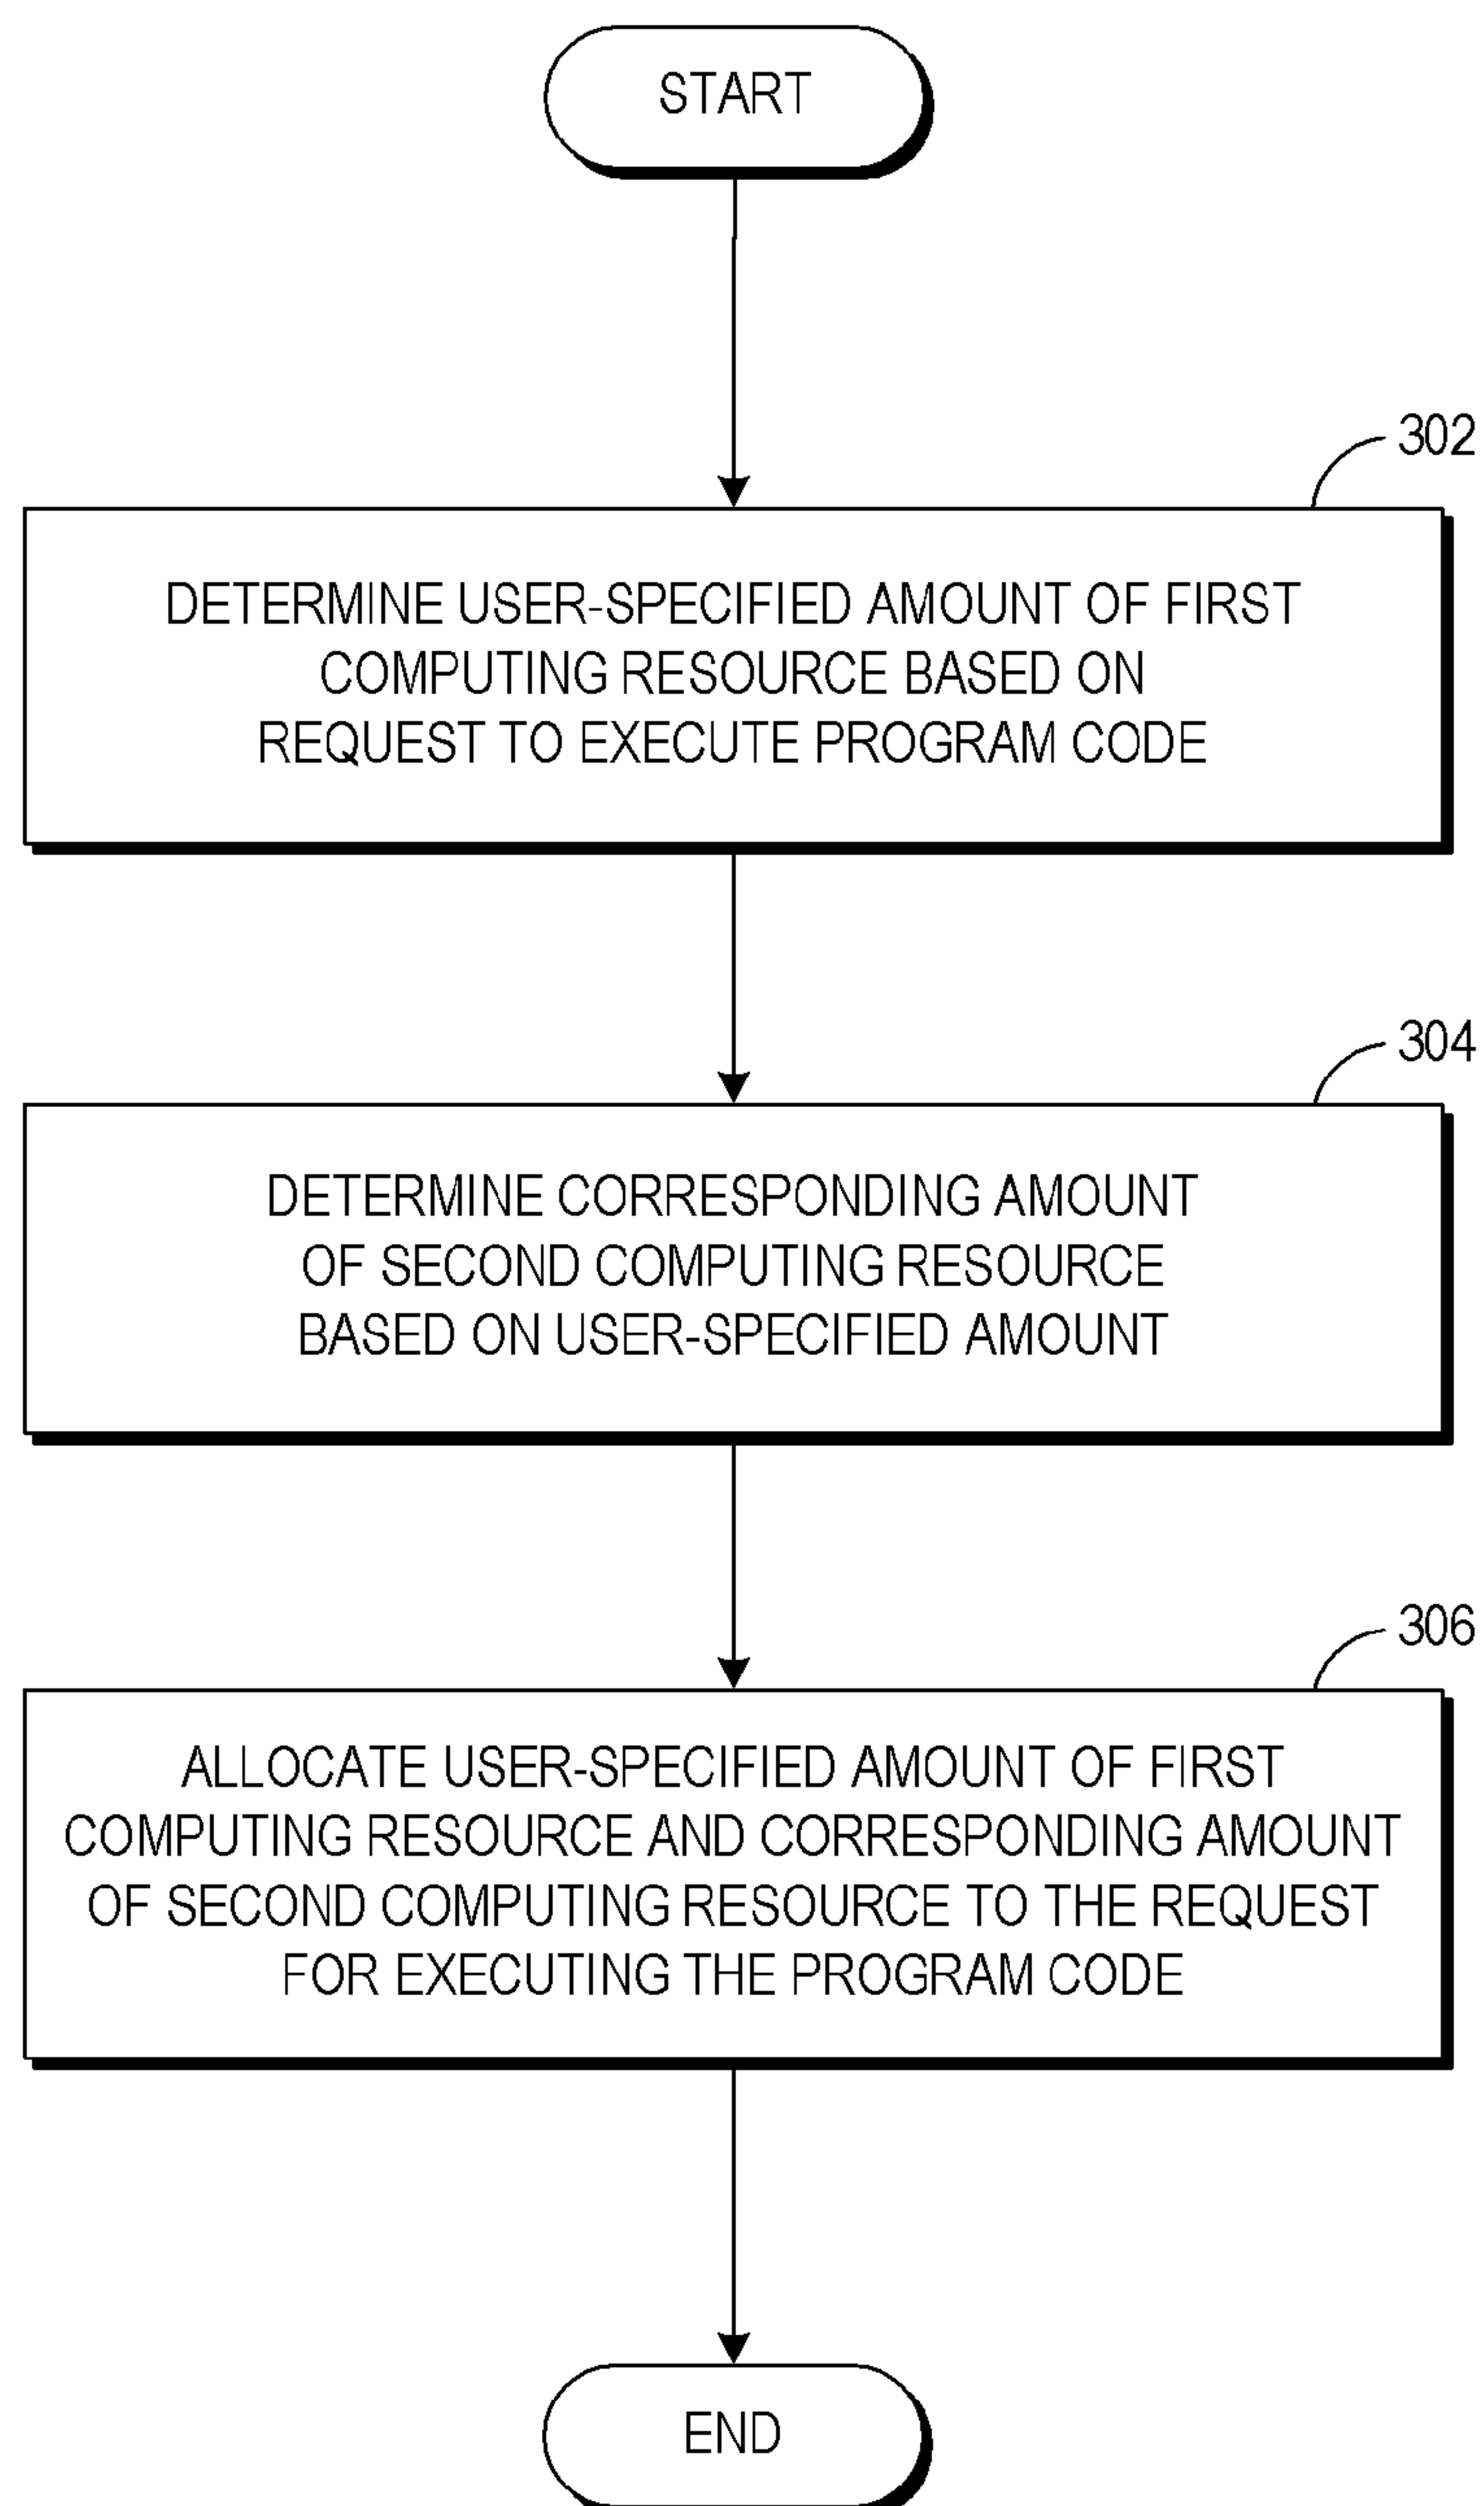 START
302
DETERMINE USER-SPECIFIED AMOUNT OF FIRST
COMPUTING RESOURCE BASED ON
REQUEST TO EXECUTE PROGRAM CODE
304
DETERMINE CORRESPONDING AMOUNT
OF SECOND COMPUTING RESOURCE
BASED ON USER-SPECIFIED AMOUNT
306
ALLOCATE USER-SPECIFIED AMOUNT OF FIRST
COMPUTING RESOURCE AND CORRESPONDING AMOUNT
OF SECOND COMPUTING RESOURCE TO THE REQUEST
FOR EXECUTING THE PROGRAM CODE
END